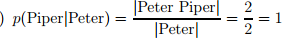 ) p(Piper|Peter) = |Peter Piper| / |Peter| = 2 / 2 = 1